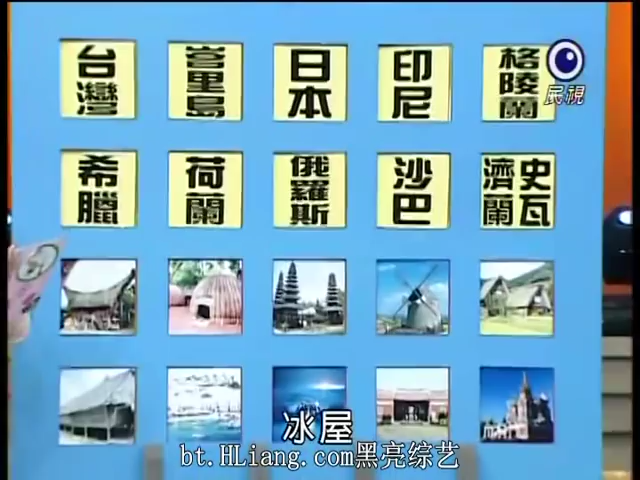 台灣
峇里島
日本
印尼
格陵蘭
民視
希臘
荷蘭
俄羅斯
沙巴
史瓦
濟蘭
冰屋
bt.HLiang.com黑亮综艺